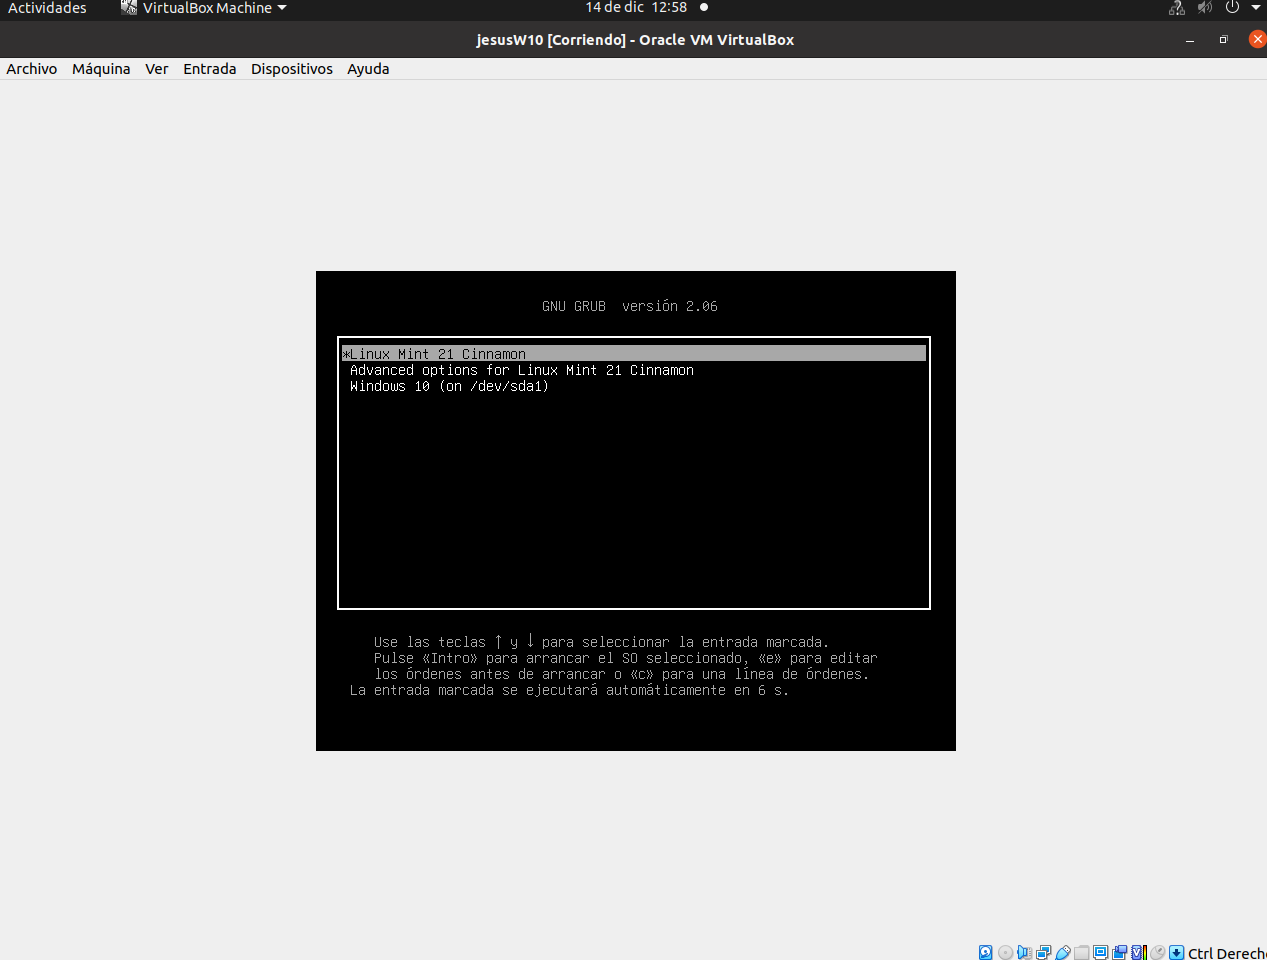 Actividades VirtualBox Machine 14 de dic 12:58
jesusW10 [Corriendo] - Oracle VM VirtualBox
Archivo Máquina Ver Entrada Dispositivos Ayuda
GNU GRUB versión 2.06
*Linux Mint 21 Cinnamon
Advanced options for Linux Mint 21 Cinnamon
Windows 10 (on /dev/sda1)
Use las teclas ↑ y ↓ para seleccionar la entrada marcada.
Pulse «Intro» para arrancar el SO seleccionado, «e» para editar
los órdenes antes de arrancar o «c» para una línea de órdenes.
La entrada marcada se ejecutará automáticamente en 6 s.
Ctrl Derecho